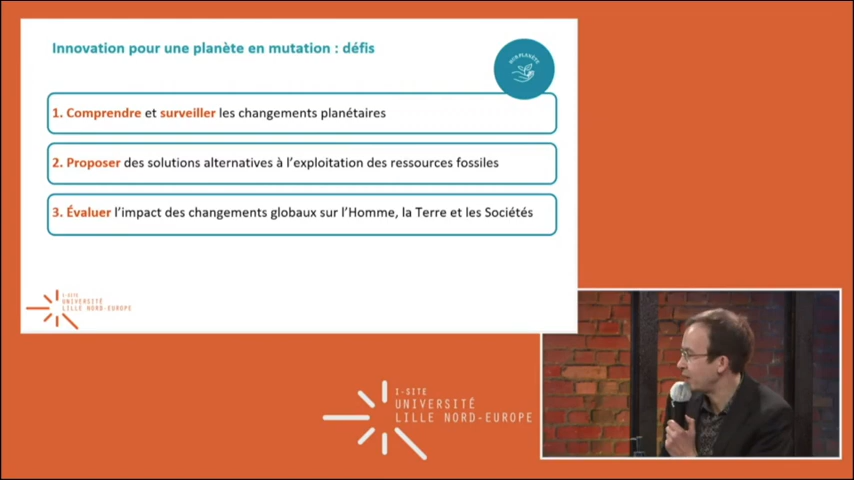 Innovation pour une planète en mutation : défis
HUB PLANÈTE
1. Comprendre et surveiller les changements planétaires
2. Proposer des solutions alternatives à l'exploitation des ressources fossiles
3. Évaluer l'impact des changements globaux sur l'Homme, la Terre et les Sociétés
I-SITE
UNIVERSITÉ
LILLE NORD-EUROPE
I-SITE
UNIVERSITÉ
LILLE NORD-EUROPE